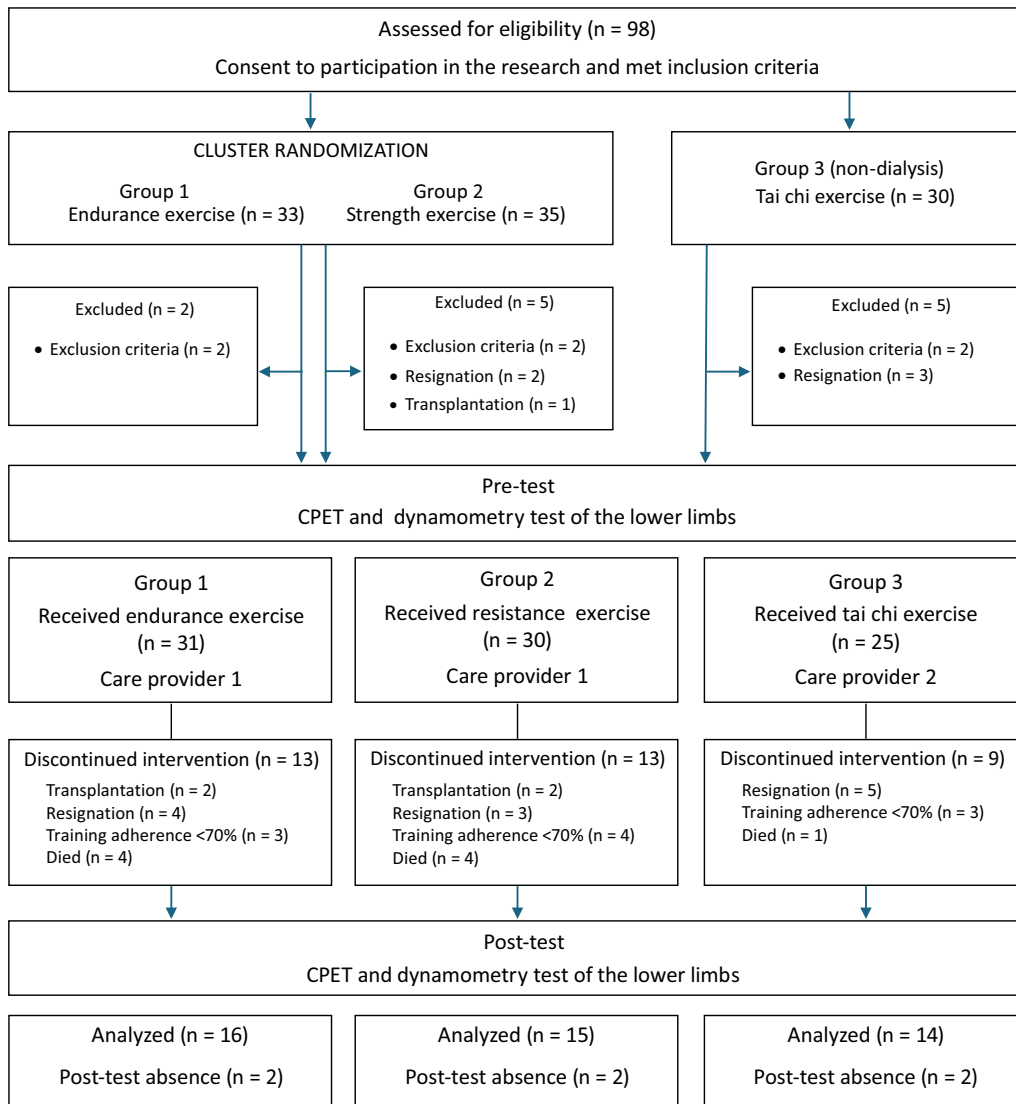 Assessed for eligibility (n = 98)
Consent to participation in the research and met inclusion criteria
CLUSTER RANDOMIZATION
Group 1
Endurance exercise (n = 33)
Group 2
Strength exercise (n = 35)
Group 3 (non-dialysis)
Tai chi exercise (n = 30)
Excluded (n = 2)
• Exclusion criteria (n = 2)
Excluded (n = 5)
• Exclusion criteria (n = 2)
• Resignation (n = 2)
• Transplantation (n = 1)
Excluded (n = 5)
• Exclusion criteria (n = 2)
• Resignation (n = 3)
Pre-test
CPET and dynamometry test of the lower limbs
Group 1
Received endurance exercise
(n = 31)
Care provider 1
Group 2
Received resistance exercise
(n = 30)
Care provider 1
Group 3
Received tai chi exercise
(n = 25)
Care provider 2
Discontinued intervention (n = 13)
Transplantation (n = 2)
Resignation (n = 4)
Training adherence <70% (n = 3)
Died (n = 4)
Discontinued intervention (n = 13)
Transplantation (n = 2)
Resignation (n = 3)
Training adherence <70% (n = 4)
Died (n = 4)
Discontinued intervention (n = 9)
Resignation (n = 5)
Training adherence <70% (n = 3)
Died (n = 1)
Post-test
CPET and dynamometry test of the lower limbs
Analyzed (n = 16)
Post-test absence (n = 2)
Analyzed (n = 15)
Post-test absence (n = 2)
Analyzed (n = 14)
Post-test absence (n = 2)